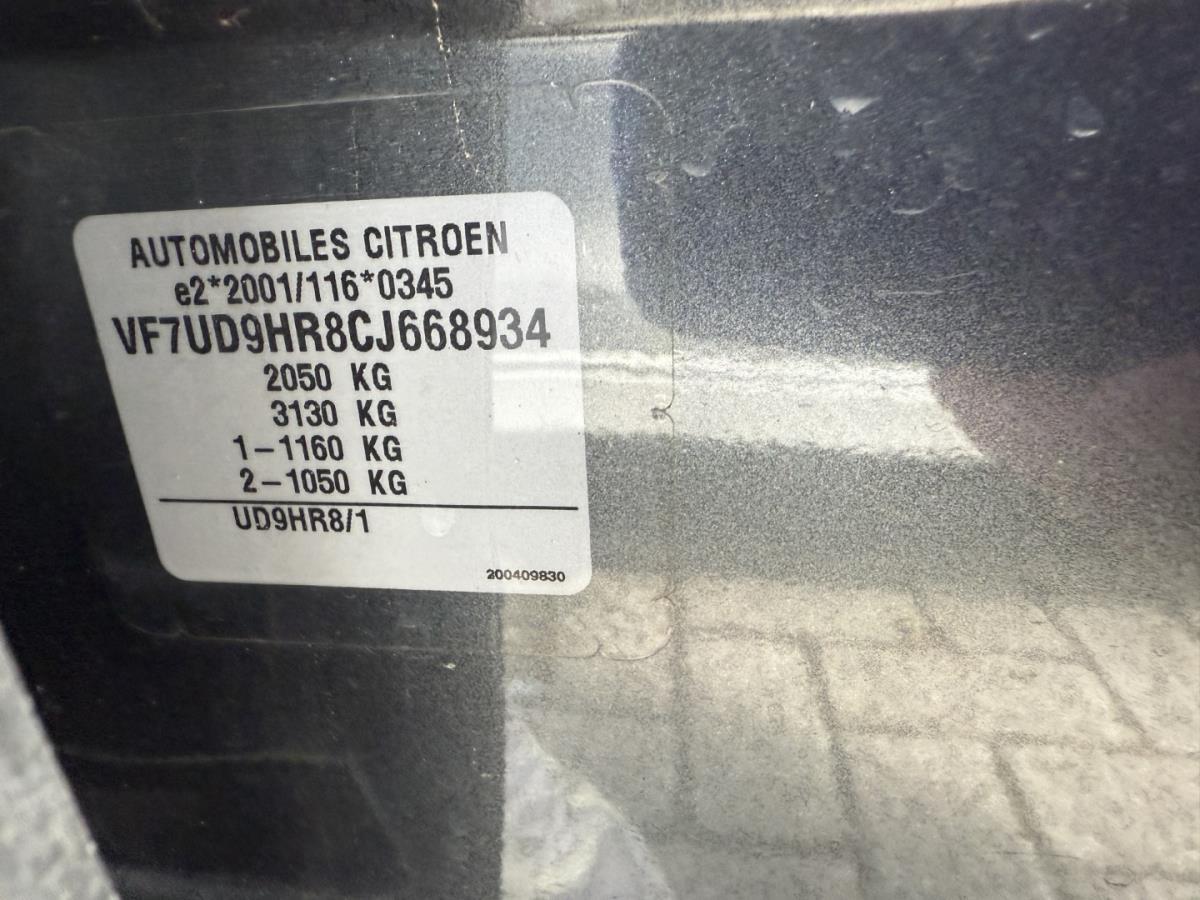 AUTOMOBILES CITROEN
e2*2001/116*0345
VF7UD9HR8CJ668934
2050 KG
3130 KG
1-1160 KG
2-1050 KG
UD9HR8/1
200409830